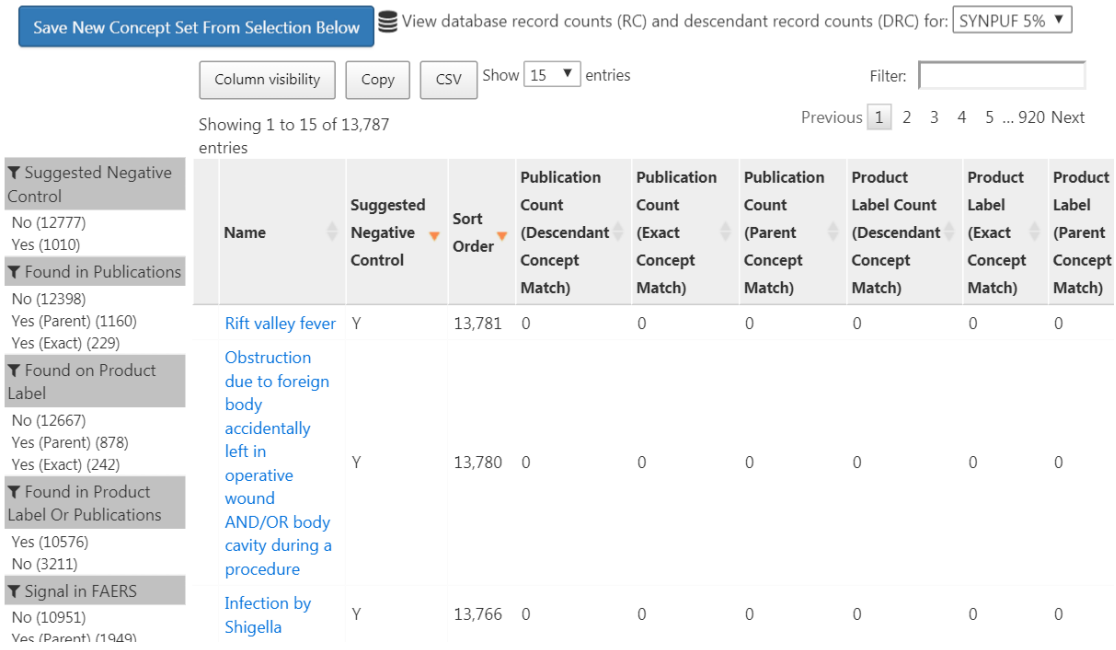 Save New Concept Set From Selection Below
View database record counts (RC) and descendant record counts (DRC) for: SYNPUF 5%
Column visibility
Copy
CSV
Show 15 entries
Filter:
Showing 1 to 15 of 13,787
entries
Previous 1 2 3 4 5 ... 920 Next
Suggested Negative
Control
No (12777)
Yes (1010)
Found in Publications
No (12398)
Yes (Parent) (1160)
Yes (Exact) (229)
Found on Product
Label
No (12667)
Yes (Parent) (878)
Yes (Exact) (242)
Found in Product
Label Or Publications
Yes (10576)
No (3211)
Signal in FAERS
No (10951)
Yes (Parent) (1949)
Name
Suggested
Negative
Control
Sort
Order
Publication
Count
(Descendant
Concept
Match)
Publication
Count
(Exact
Concept
Match)
Publication
Count
(Parent
Concept
Match)
Product
Label Count
(Descendant
Concept
Match)
Product
Label
(Exact
Concept
Match)
Product
Label
(Parent
Concept
Match)
Rift valley fever Y 13,781 0 0 0 0 0 0
Obstruction
due to foreign
body
accidentally
left in
operative
wound
AND/OR body
cavity during a
procedure
Y 13,780 0 0 0 0 0 0
Infection by
Shigella
Y 13,766 0 0 0 0 0 0